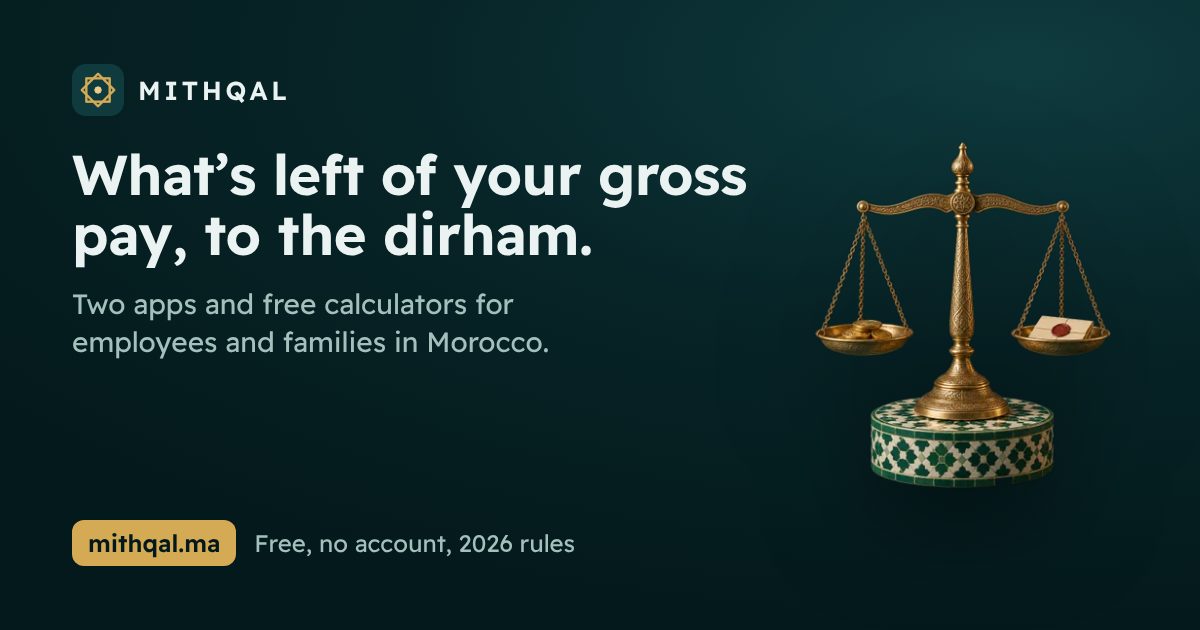 MITHQAL
What’s left of your gross
pay, to the dirham.
Two apps and free calculators for
employees and families in Morocco.
mithqal.ma
Free, no account, 2026 rules